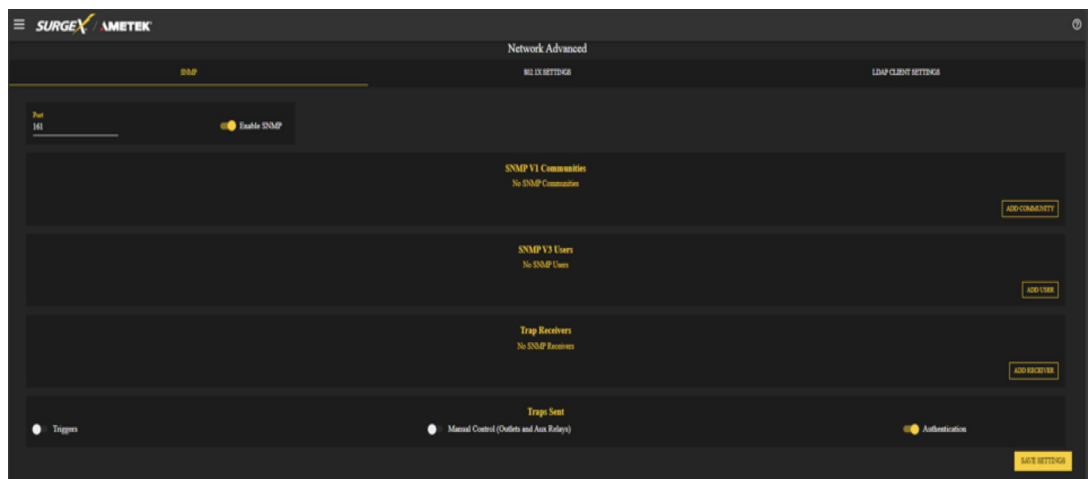 SURGEX / AMETEK
Network Advanced
SNMP
802.1X SETTINGS
LDAP CLIENT SETTINGS
Port
161
Enable SNMP
SNMP V1 Communities
No SNMP Communities
ADD COMMUNITY
SNMP V3 Users
No SNMP Users
ADD USER
Trap Receivers
No SNMP Receivers
ADD RECEIVER
Traps Sent
Triggers
Manual Control (Outlets and Aux Relays)
Authentication
SAVE SETTINGS